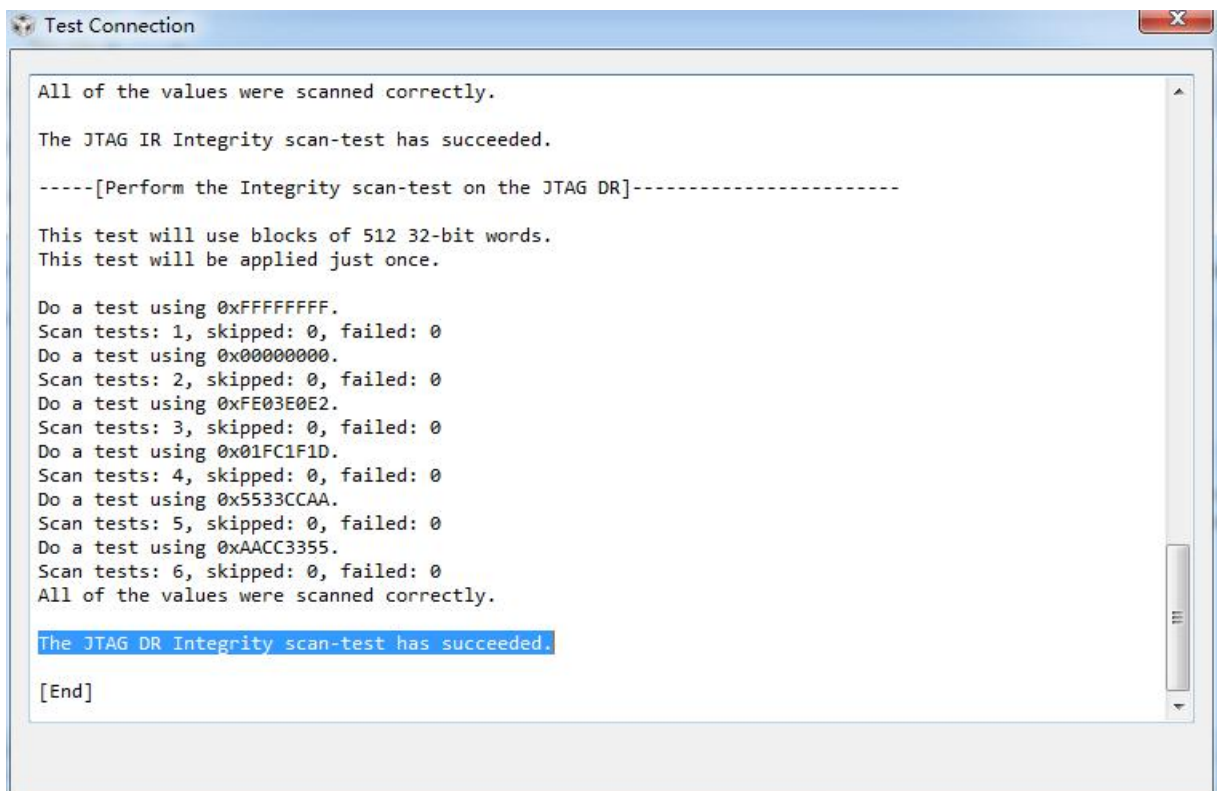 Test Connection
All of the values were scanned correctly.
The JTAG IR Integrity scan-test has succeeded.
-----[Perform the Integrity scan-test on the JTAG DR]------------------------
This test will use blocks of 512 32-bit words.
This test will be applied just once.
Do a test using 0xFFFFFFFF.
Scan tests: 1, skipped: 0, failed: 0
Do a test using 0x00000000.
Scan tests: 2, skipped: 0, failed: 0
Do a test using 0xFE03E0E2.
Scan tests: 3, skipped: 0, failed: 0
Do a test using 0x01FC1F1D.
Scan tests: 4, skipped: 0, failed: 0
Do a test using 0x5533CCAA.
Scan tests: 5, skipped: 0, failed: 0
Do a test using 0xAACC3355.
Scan tests: 6, skipped: 0, failed: 0
All of the values were scanned correctly.
The JTAG DR Integrity scan-test has succeeded.
[End]